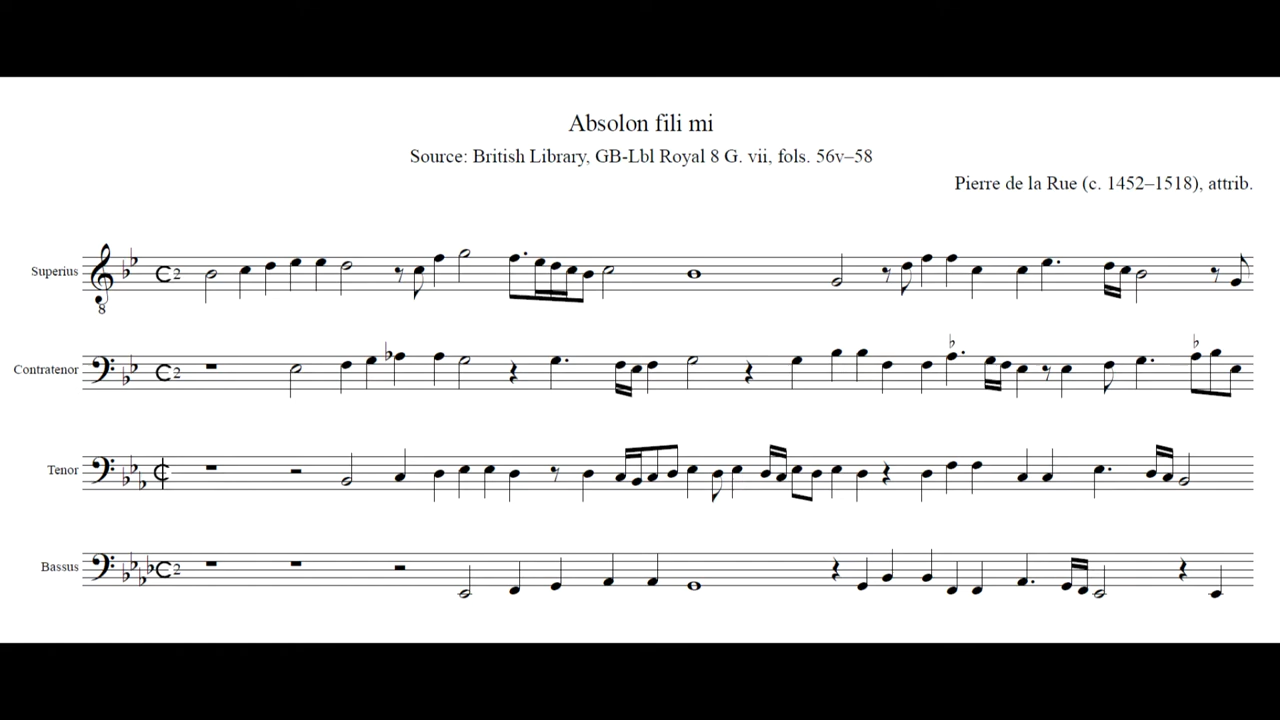 Absolon fili mi
Source: British Library, GB-Lbl Royal 8 G. vii, fols. 56v–58
Pierre de la Rue (c. 1452–1518), attrib.
Superius
8
Contratenor
Tenor
Bassus